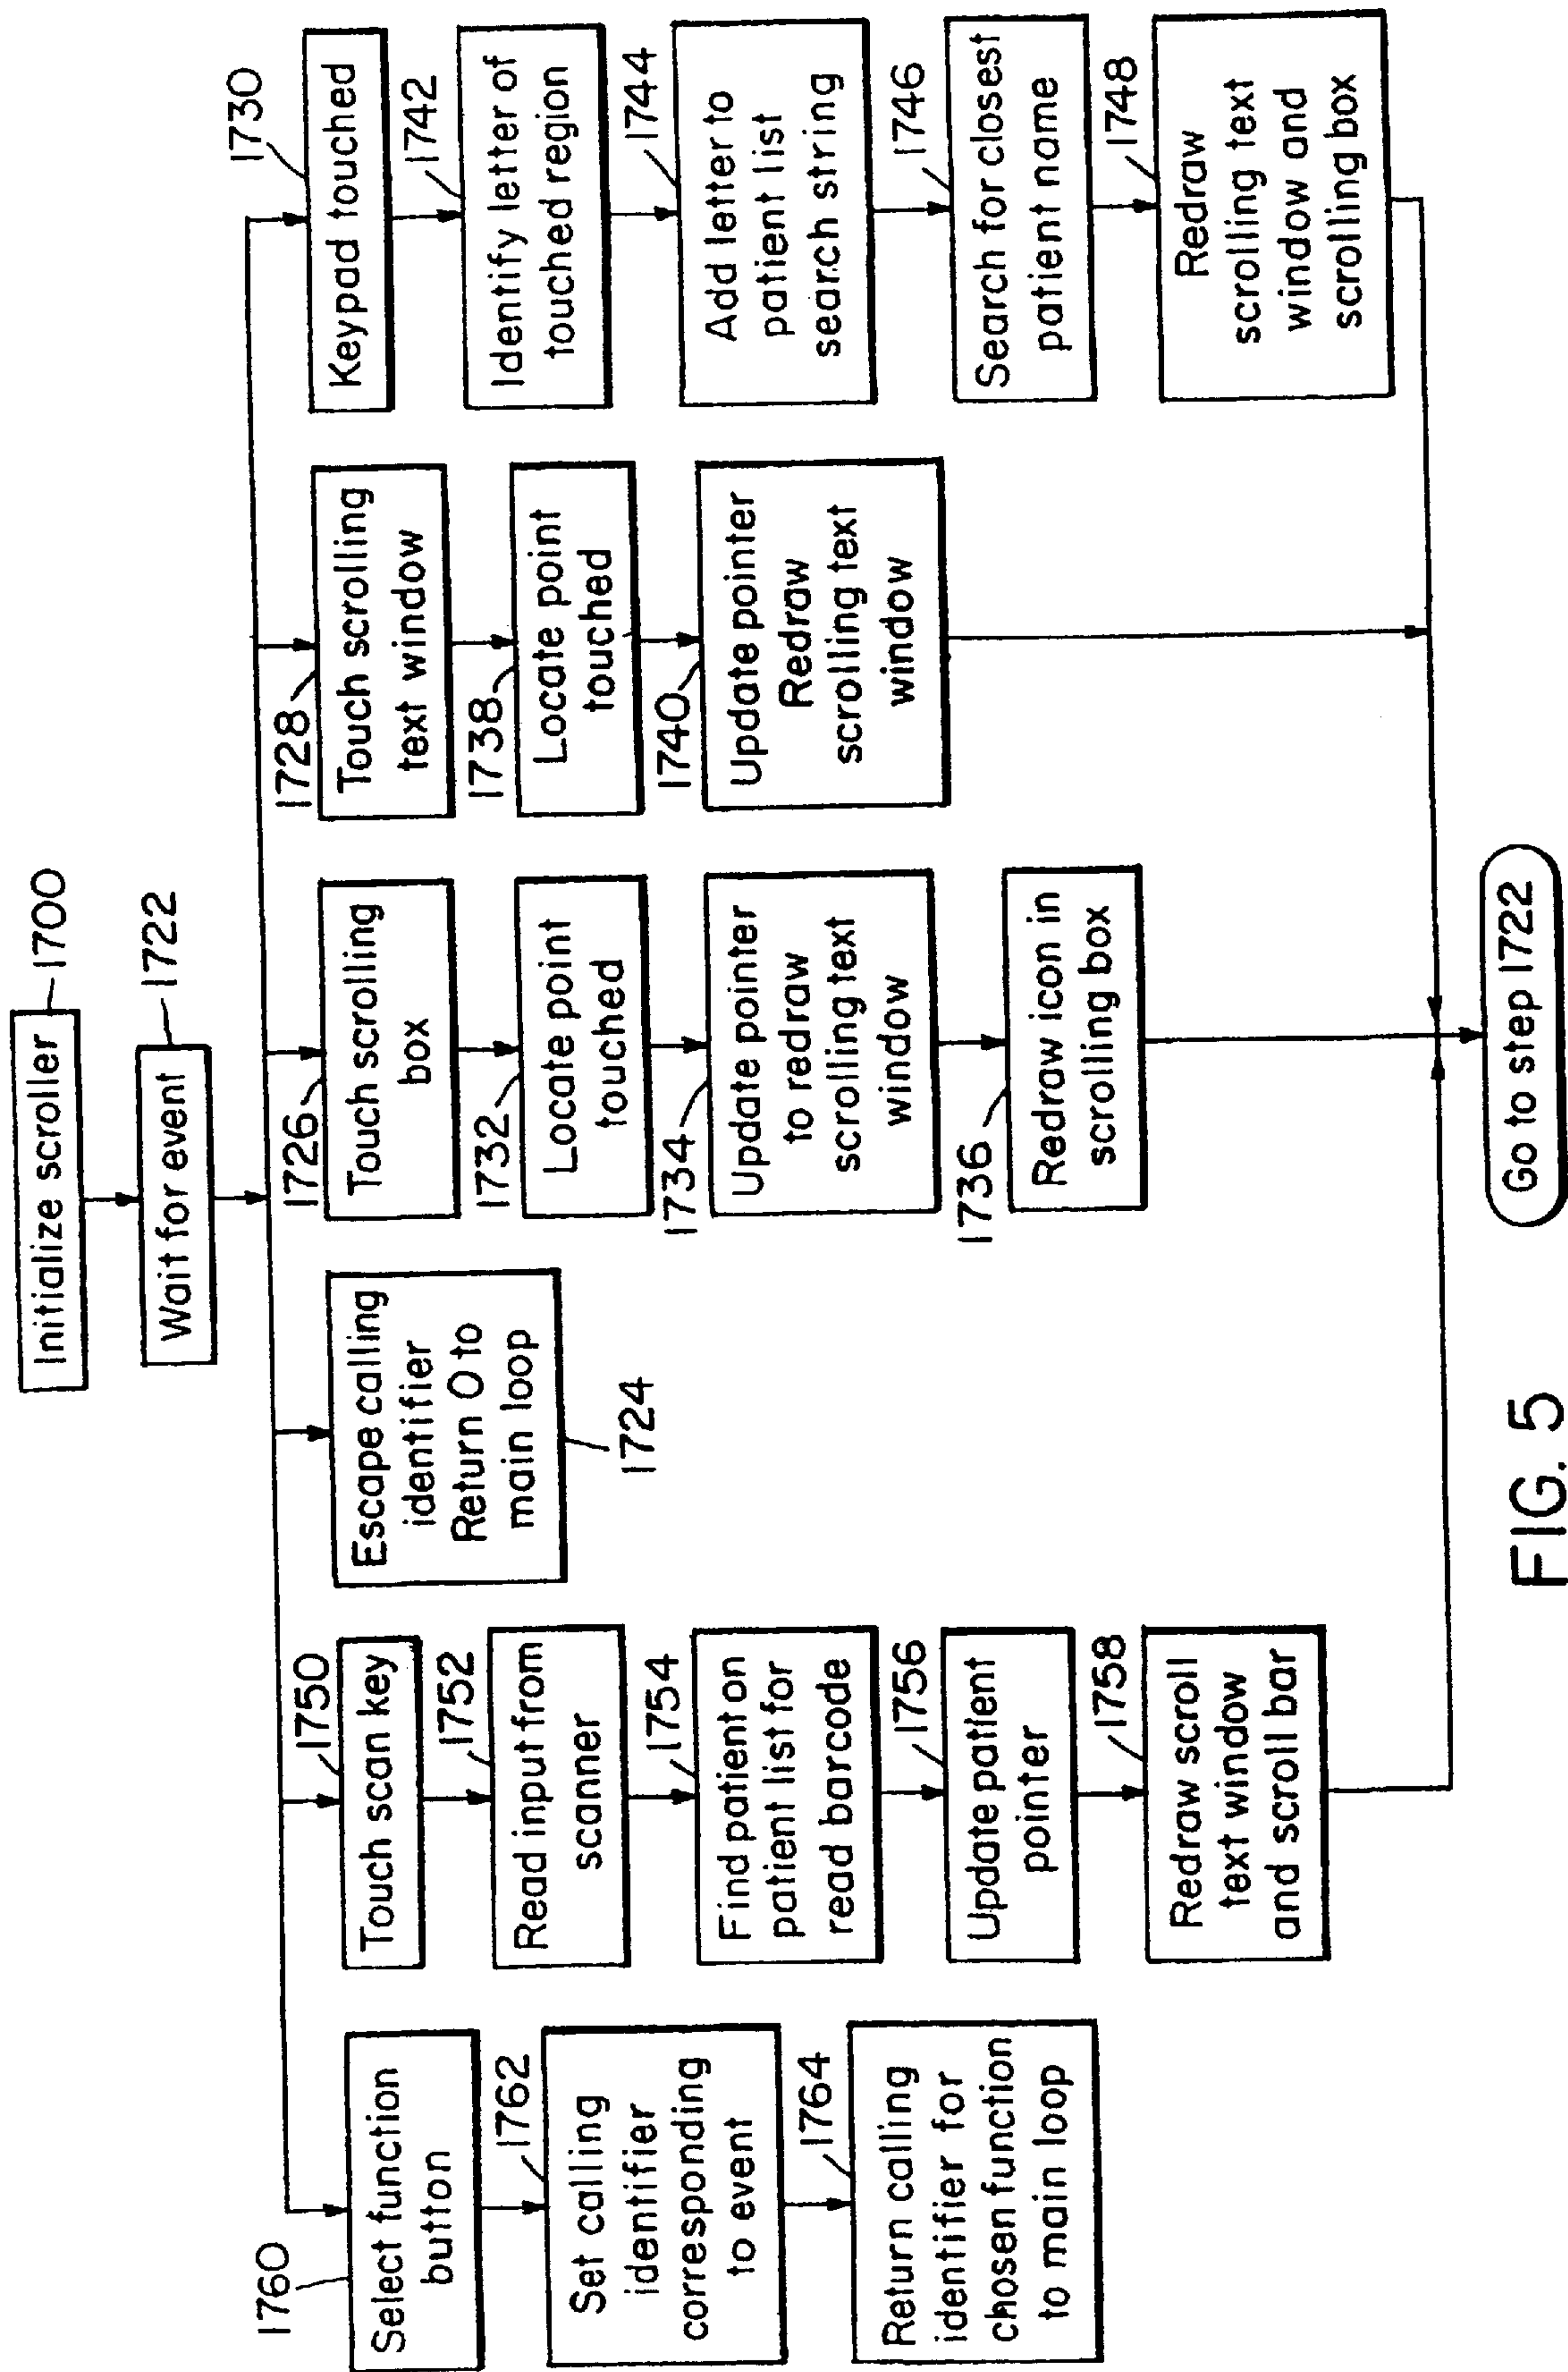 Initialize scroller
1700
Wait for event
1722
1760
Select function
button
1762
Set calling
identifier
corresponding
to event
1764
Return calling
identifier for
chosen function
to main loop
1750
Touch scan key
1752
Read input from
scanner
1754
Find patient on
patient list for
read barcode
1756
Update patient
pointer
1758
Redraw scroll
text window
and scroll bar
Escape calling
identifier
Return 0 to
main loop
1724
1726
Touch scrolling
box
1732
Locate point
touched
1734
Update pointer
to redraw
scrolling text
window
1736
Redraw icon in
scrolling box
1728
Touch scrolling
text window
1738
Locate point
touched
1740
Update pointer
Redraw
scrolling text
window
1730
Keypad touched
1742
Identify letter of
touched region
1744
Add letter to
patient list
search string
1746
Search for closest
patient name
1748
Redraw
scrolling text
window and
scrolling box
Go to step 1722
FIG. 5